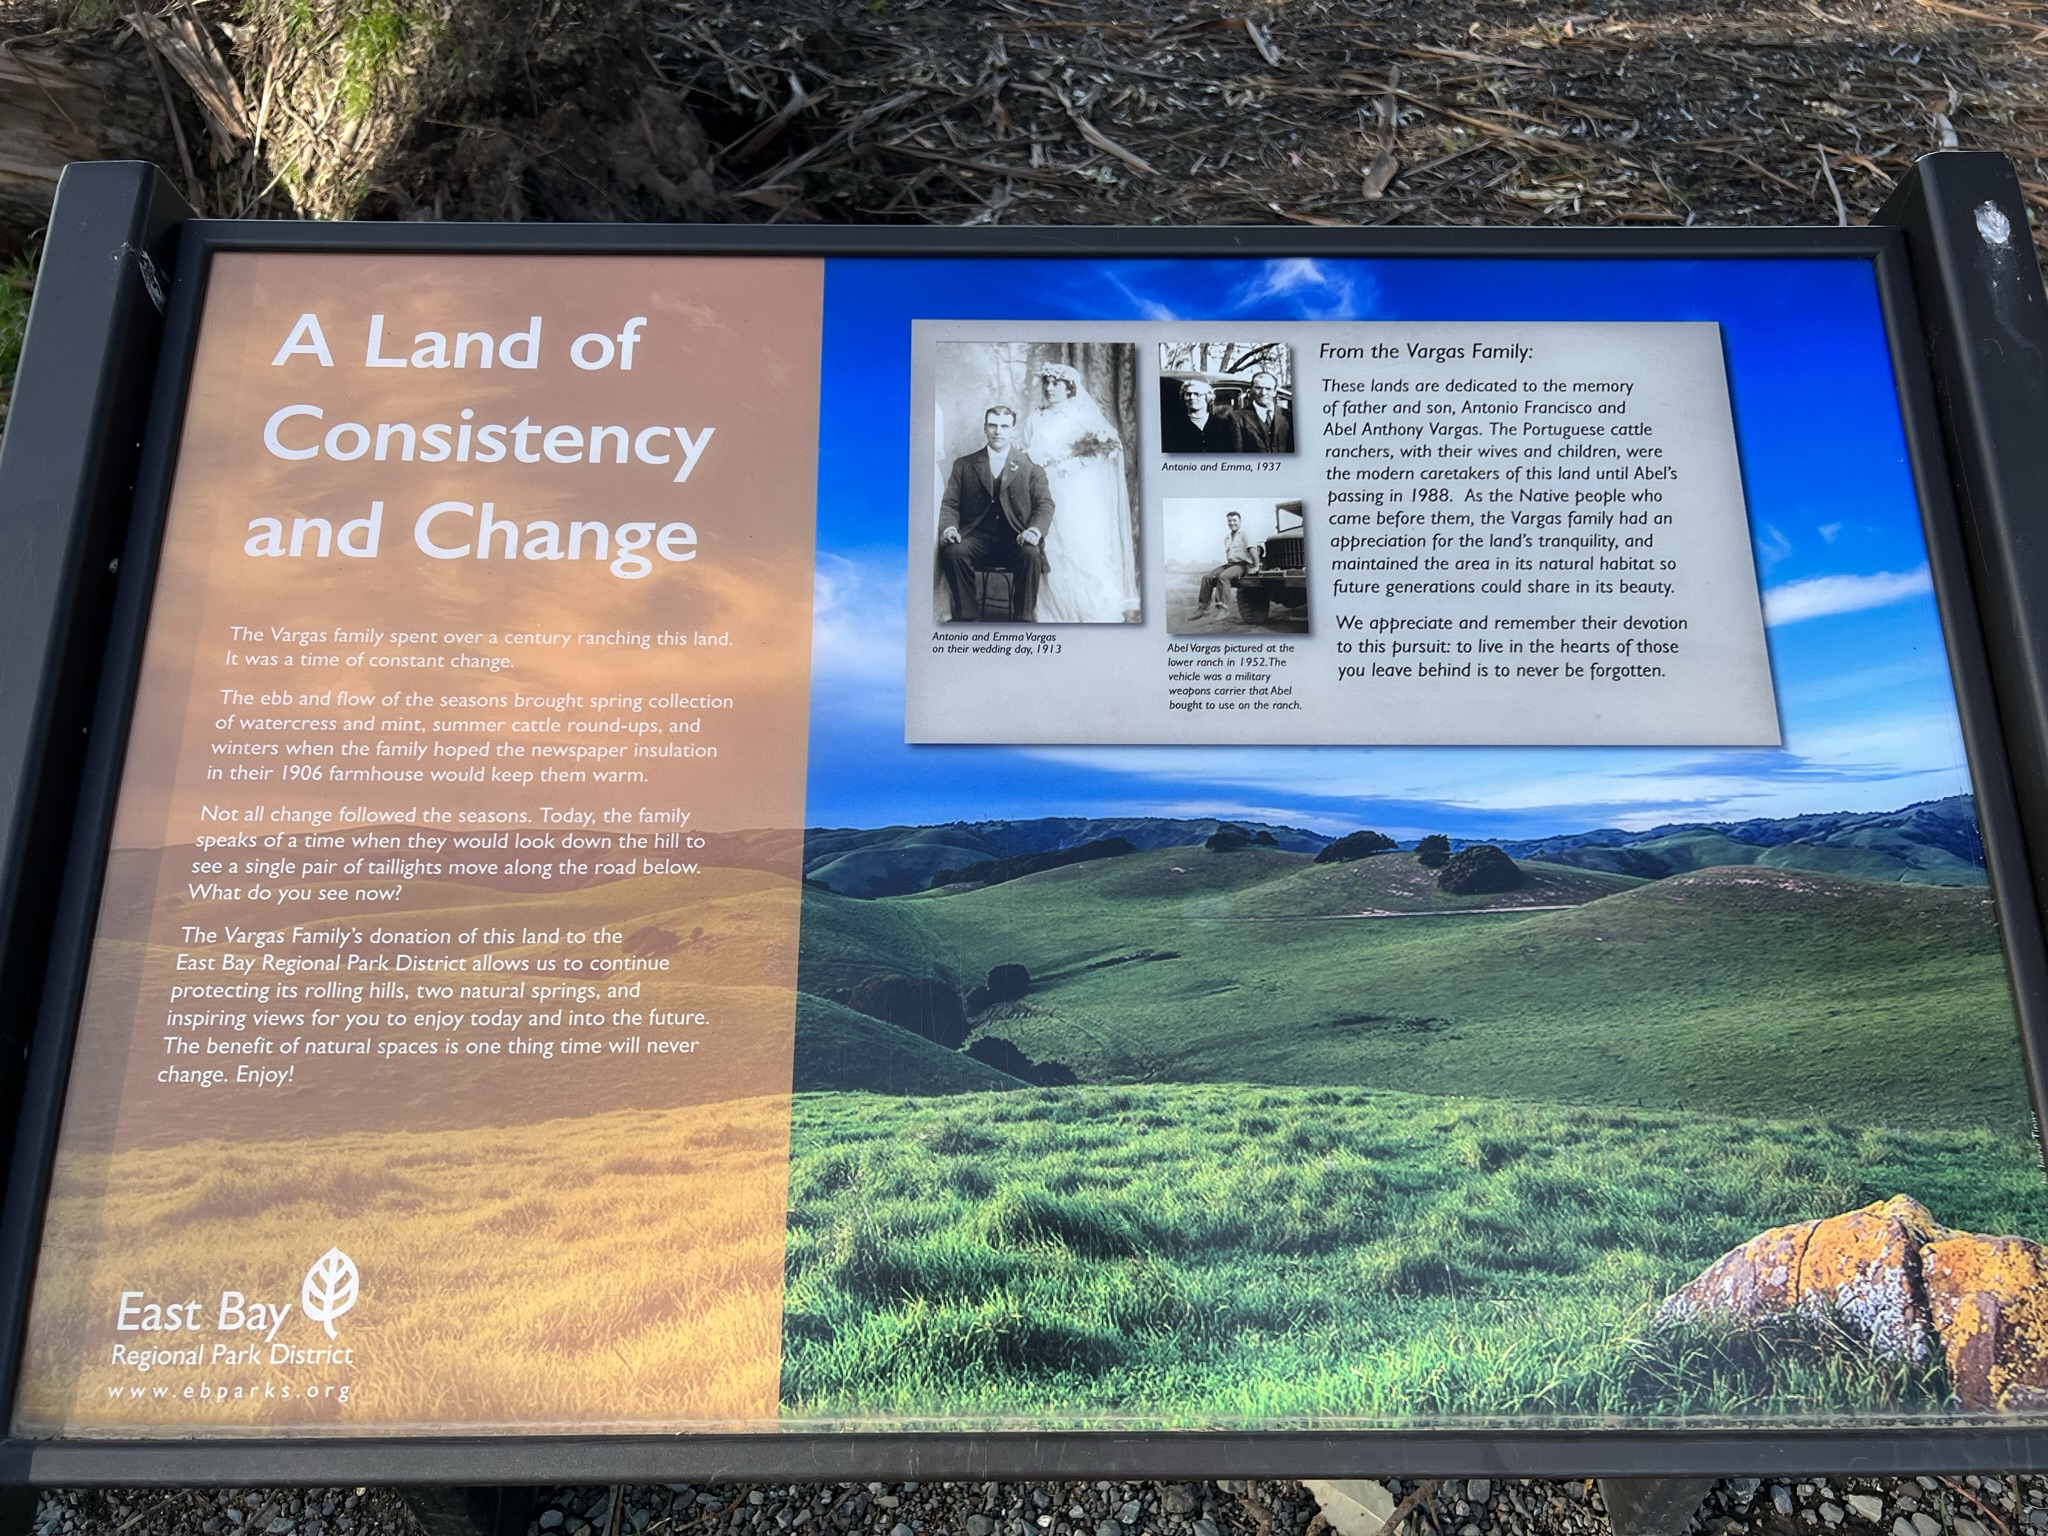 A Land of
Consistency
and Change
The Vargas family spent over a century ranching this land.
It was a time of constant change.
The ebb and flow of the seasons brought spring collection
of watercress and mint, summer cattle round-ups, and
winters when the family hoped the newspaper insulation
in their 1906 farmhouse would keep them warm.
Not all change followed the seasons. Today, the family
speaks of a time when they would look down the hill to
see a single pair of taillights move along the road below.
What do you see now?
The Vargas Family's donation of this land to the
East Bay Regional Park District allows us to continue
protecting its rolling hills, two natural springs, and
inspiring views for you to enjoy today and into the future.
The benefit of natural spaces is one thing time will never
change. Enjoy!
East Bay
Regional Park District
www.ebparks.org
Antonio and Emma Vargas
on their wedding day, 1913
Antonio and Emma, 1937
Abel Vargas pictured at the
lower ranch in 1952. The
vehicle was a military
weapons carrier that Abel
bought to use on the ranch.
From the Vargas Family:
These lands are dedicated to the memory
of father and son, Antonio Francisco and
Abel Anthony Vargas. The Portuguese cattle
ranchers, with their wives and children, were
the modern caretakers of this land until Abel's
passing in 1988. As the Native people who
came before them, the Vargas family had an
appreciation for the land's tranquility, and
maintained the area in its natural habitat so
future generations could share in its beauty.
We appreciate and remember their devotion
to this pursuit: to live in the hearts of those
you leave behind is to never be forgotten.